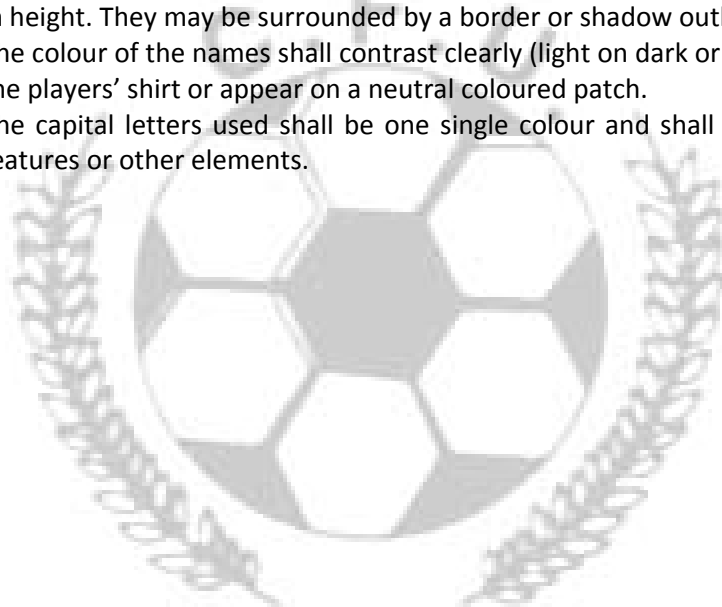 n height. They may be surrounded by a border or shadow outl
he colour of the names shall contrast clearly (light on dark or
he players’ shirt or appear on a neutral coloured patch.
he capital letters used shall be one single colour and shall
eatures or other elements.